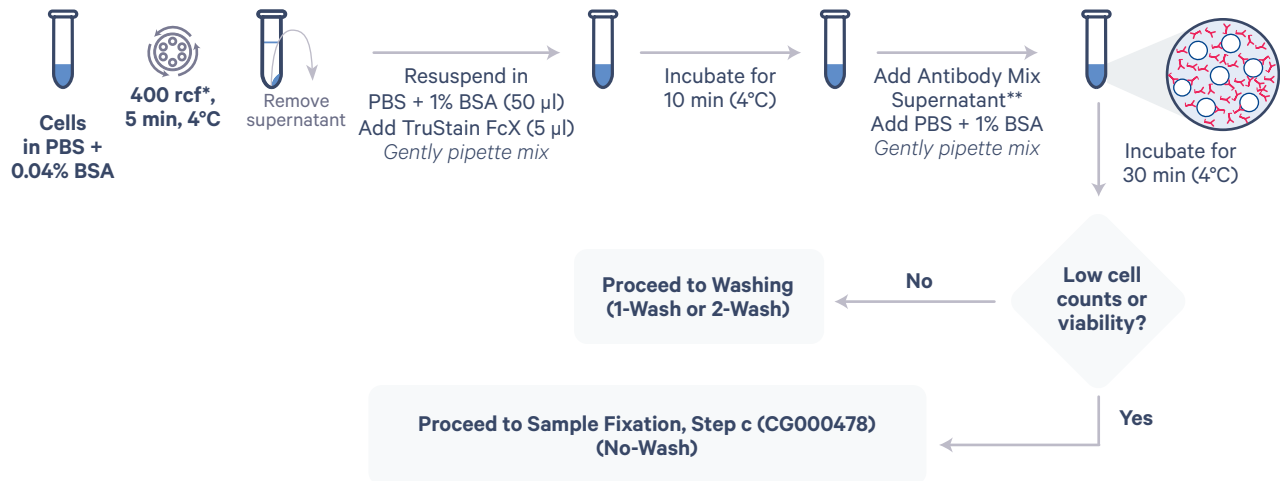 Cells
in PBS +
0.04% BSA
400 rcf*,
5 min, 4°C
Remove
supernatant
Resuspend in
PBS + 1% BSA (50 µl)
Add TruStain FcX (5 µl)
Gently pipette mix
Incubate for
10 min (4°C)
Add Antibody Mix
Supernatant**
Add PBS + 1% BSA
Gently pipette mix
Incubate for
30 min (4°C)
Low cell
counts or
viability?
No
Proceed to Washing
(1-Wash or 2-Wash)
Yes
Proceed to Sample Fixation, Step c (CG000478)
(No-Wash)